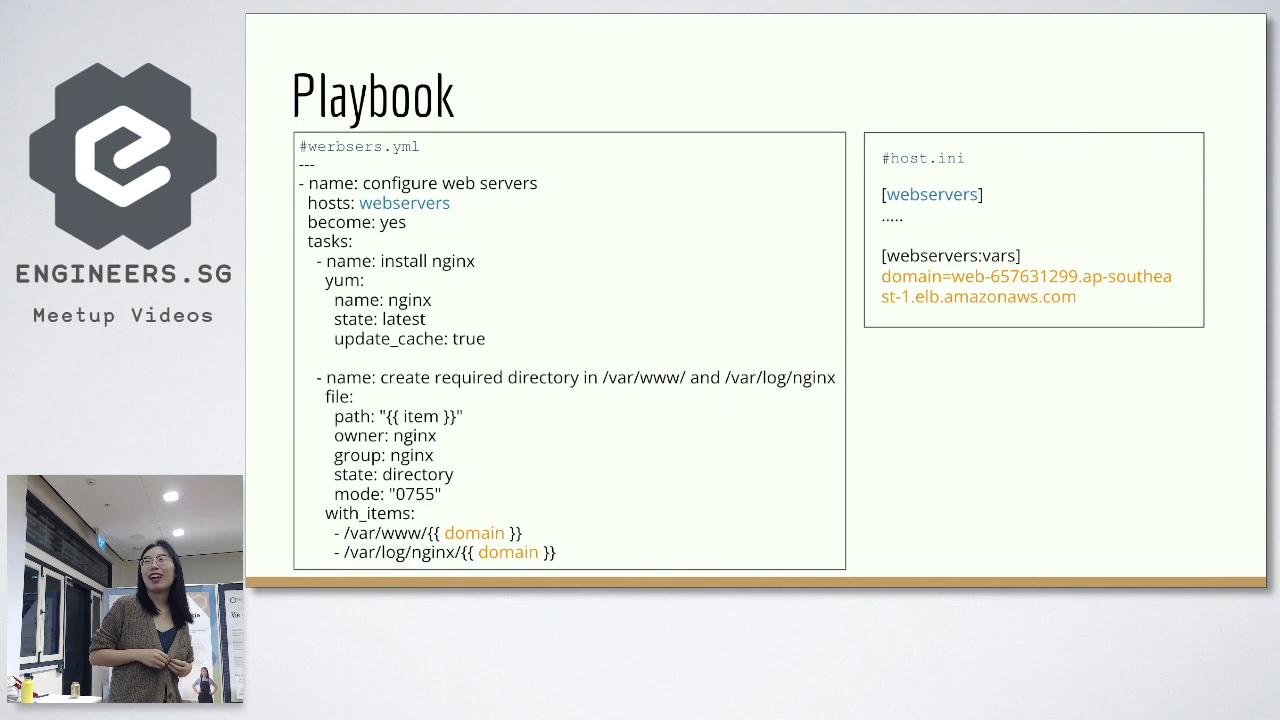 ENGINEERS.SG
Meetup Videos
Playbook
#werbsers.yml
---
- name: configure web servers
hosts: webservers
become: yes
tasks:
- name: install nginx
yum:
name: nginx
state: latest
update_cache: true
- name: create required directory in /var/www/ and /var/log/nginx
file:
path: "{{ item }}"
owner: nginx
group: nginx
state: directory
mode: "0755"
with_items:
- /var/www/{{ domain }}
- /var/log/nginx/{{ domain }}
#host.ini
[webservers]
.....
[webservers:vars]
domain=web-657631299.ap-southea
st-1.elb.amazonaws.com